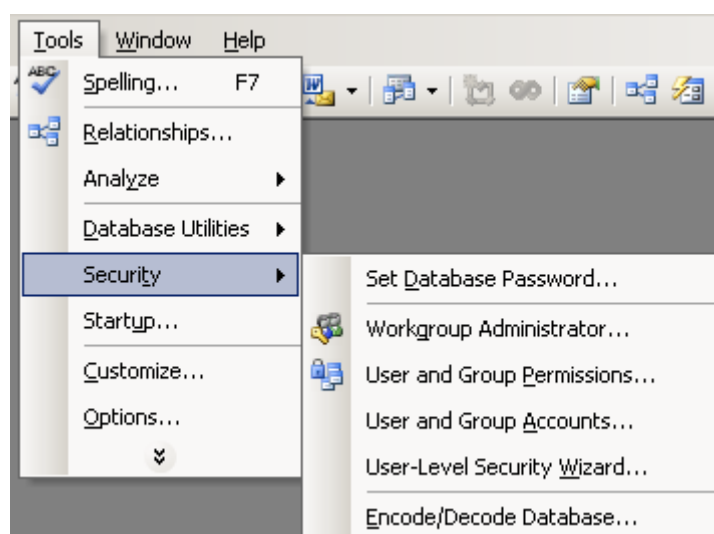 Tools Window Help
ABC
Spelling... F7
W
Relationships...
Analyze
Database Utilities
Security
Set Database Password...
Startup...
Workgroup Administrator...
Customize...
User and Group Permissions...
Options...
User and Group Accounts...
User-Level Security Wizard...
Encode/Decode Database...